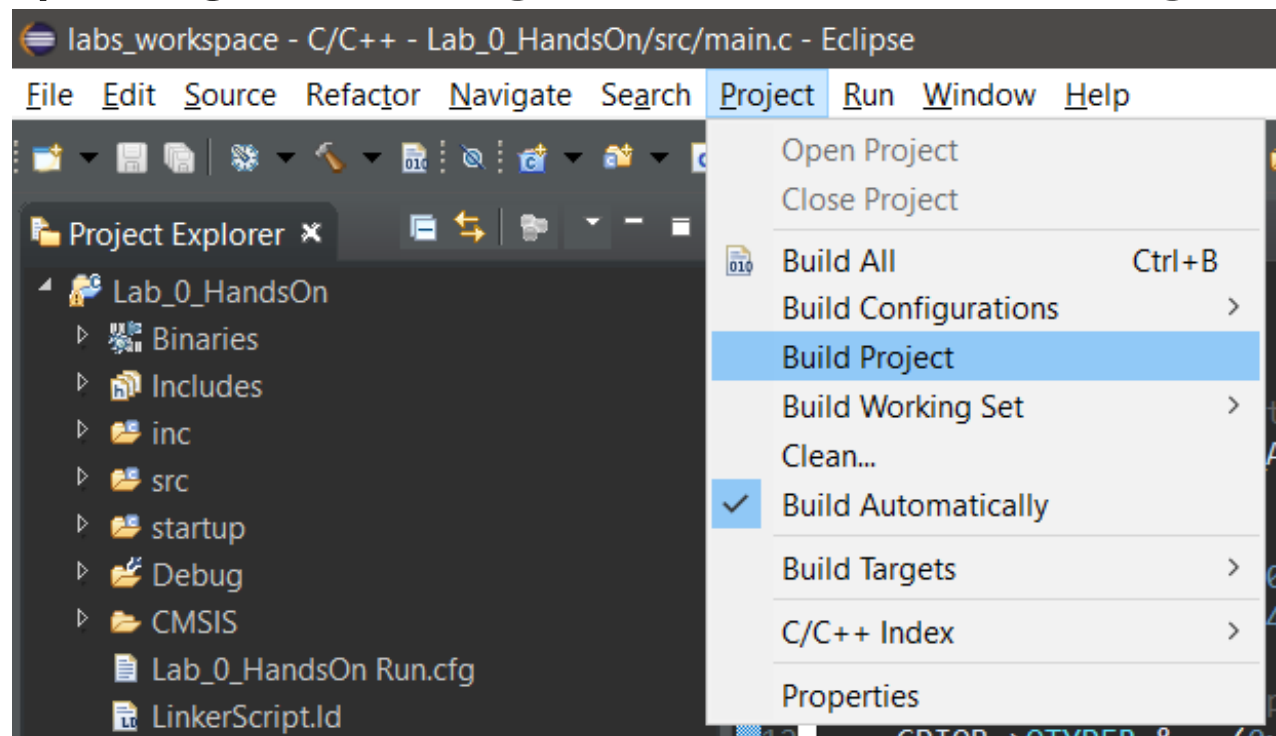 labs_workspace - C/C++ - Lab_0_HandsOn/src/main.c - Eclipse
File Edit Source Refactor Navigate Search Project Run Window Help
Project Explorer
Lab_0_HandsOn
Binaries
Includes
inc
src
startup
Debug
CMSIS
Lab_0_HandsOn Run.cfg
LinkerScript.ld
Open Project
Close Project
Build All Ctrl+B
Build Configurations
Build Project
Build Working Set
Clean...
Build Automatically
Build Targets
C/C++ Index
Properties